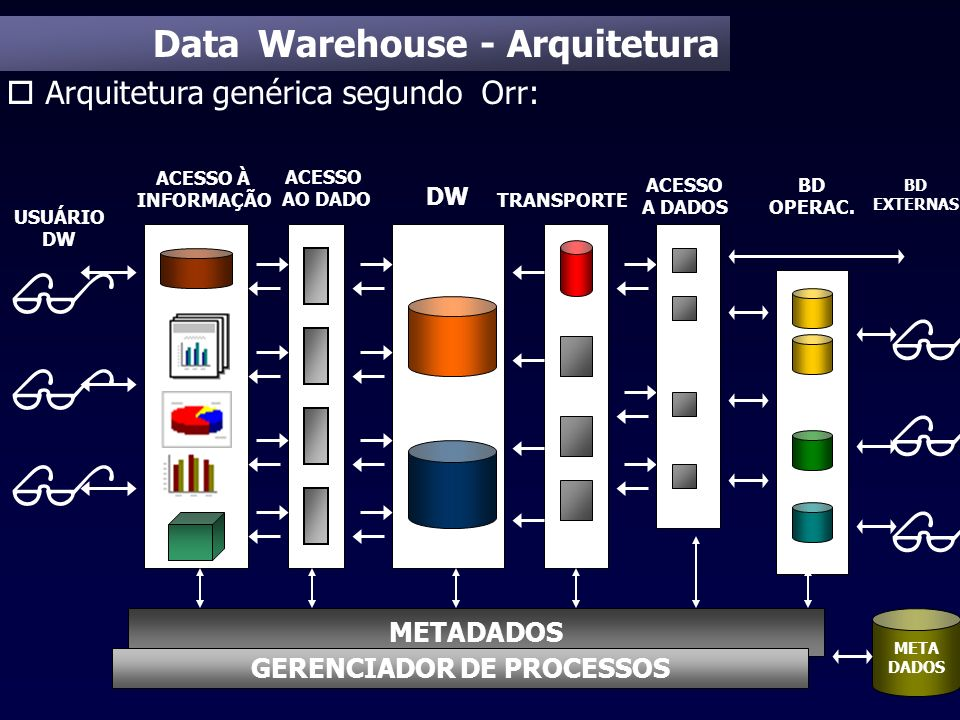 Data Warehouse - Arquitetura
Arquitetura genérica segundo Orr:
USUÁRIO
DW
ACESSO À
INFORMAÇÃO
ACESSO
AO DADO
DW
TRANSPORTE
ACESSO
A DADOS
BD
OPERAC.
BD
EXTERNAS
METADADOS
GERENCIADOR DE PROCESSOS
META
DADOS